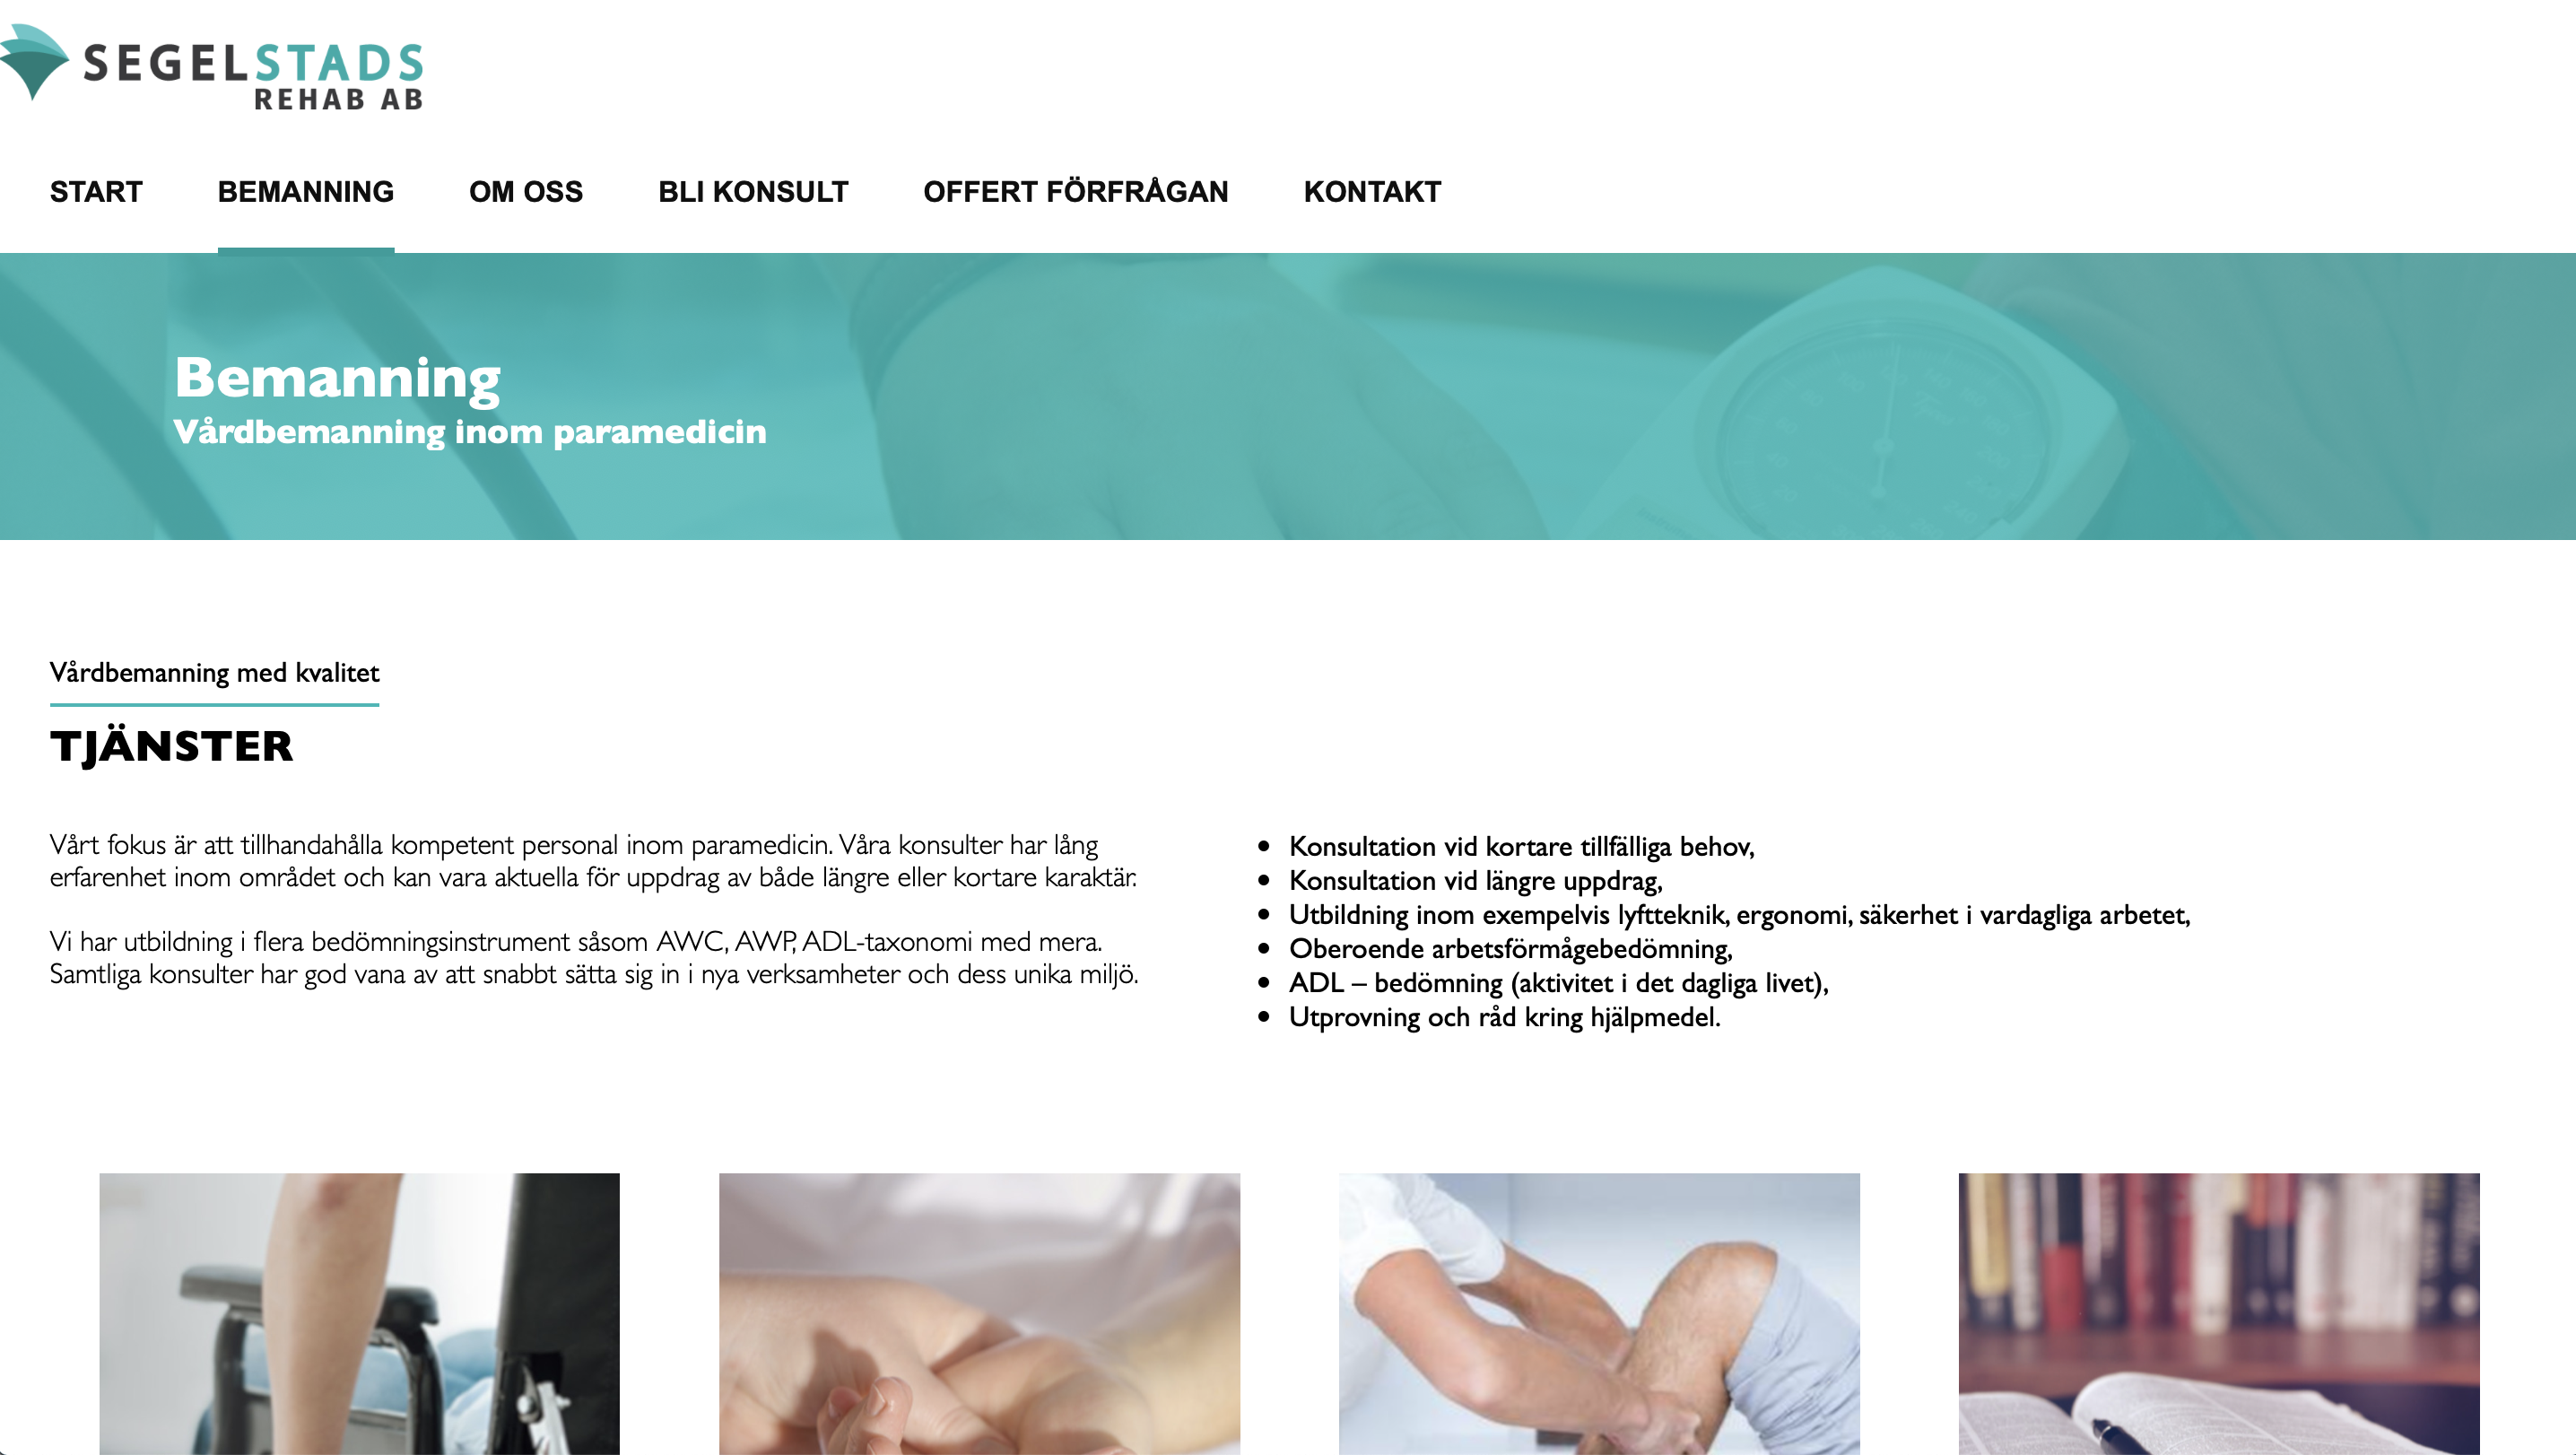 SEGELSTADS
REHAB AB
START BEMANNING OM OSS BLI KONSULT OFFERT FÖRFRÅGAN KONTAKT
Bemanning
Vårdbemanning inom paramedicin
Vårdbemanning med kvalitet
TJÄNSTER
Vårt fokus är att tillhandahålla kompetent personal inom paramedicin. Våra konsulter har lång
erfarenhet inom området och kan vara aktuella för uppdrag av både längre eller kortare karaktär.
Vi har utbildning i flera bedömningsinstrument såsom AWC, AWP, ADL-taxonomi med mera.
Samtliga konsulter har god vana av att snabbt sätta sig in i nya verksamheter och dess unika miljö.
• Konsultation vid kortare tillfälliga behov,
• Konsultation vid längre uppdrag,
• Utbildning inom exempelvis lyftteknik, ergonomi, säkerhet i vardagliga arbetet,
• Oberoende arbetsförmågebedömning,
• ADL – bedömning (aktivitet i det dagliga livet),
• Utprovning och råd kring hjälpmedel.